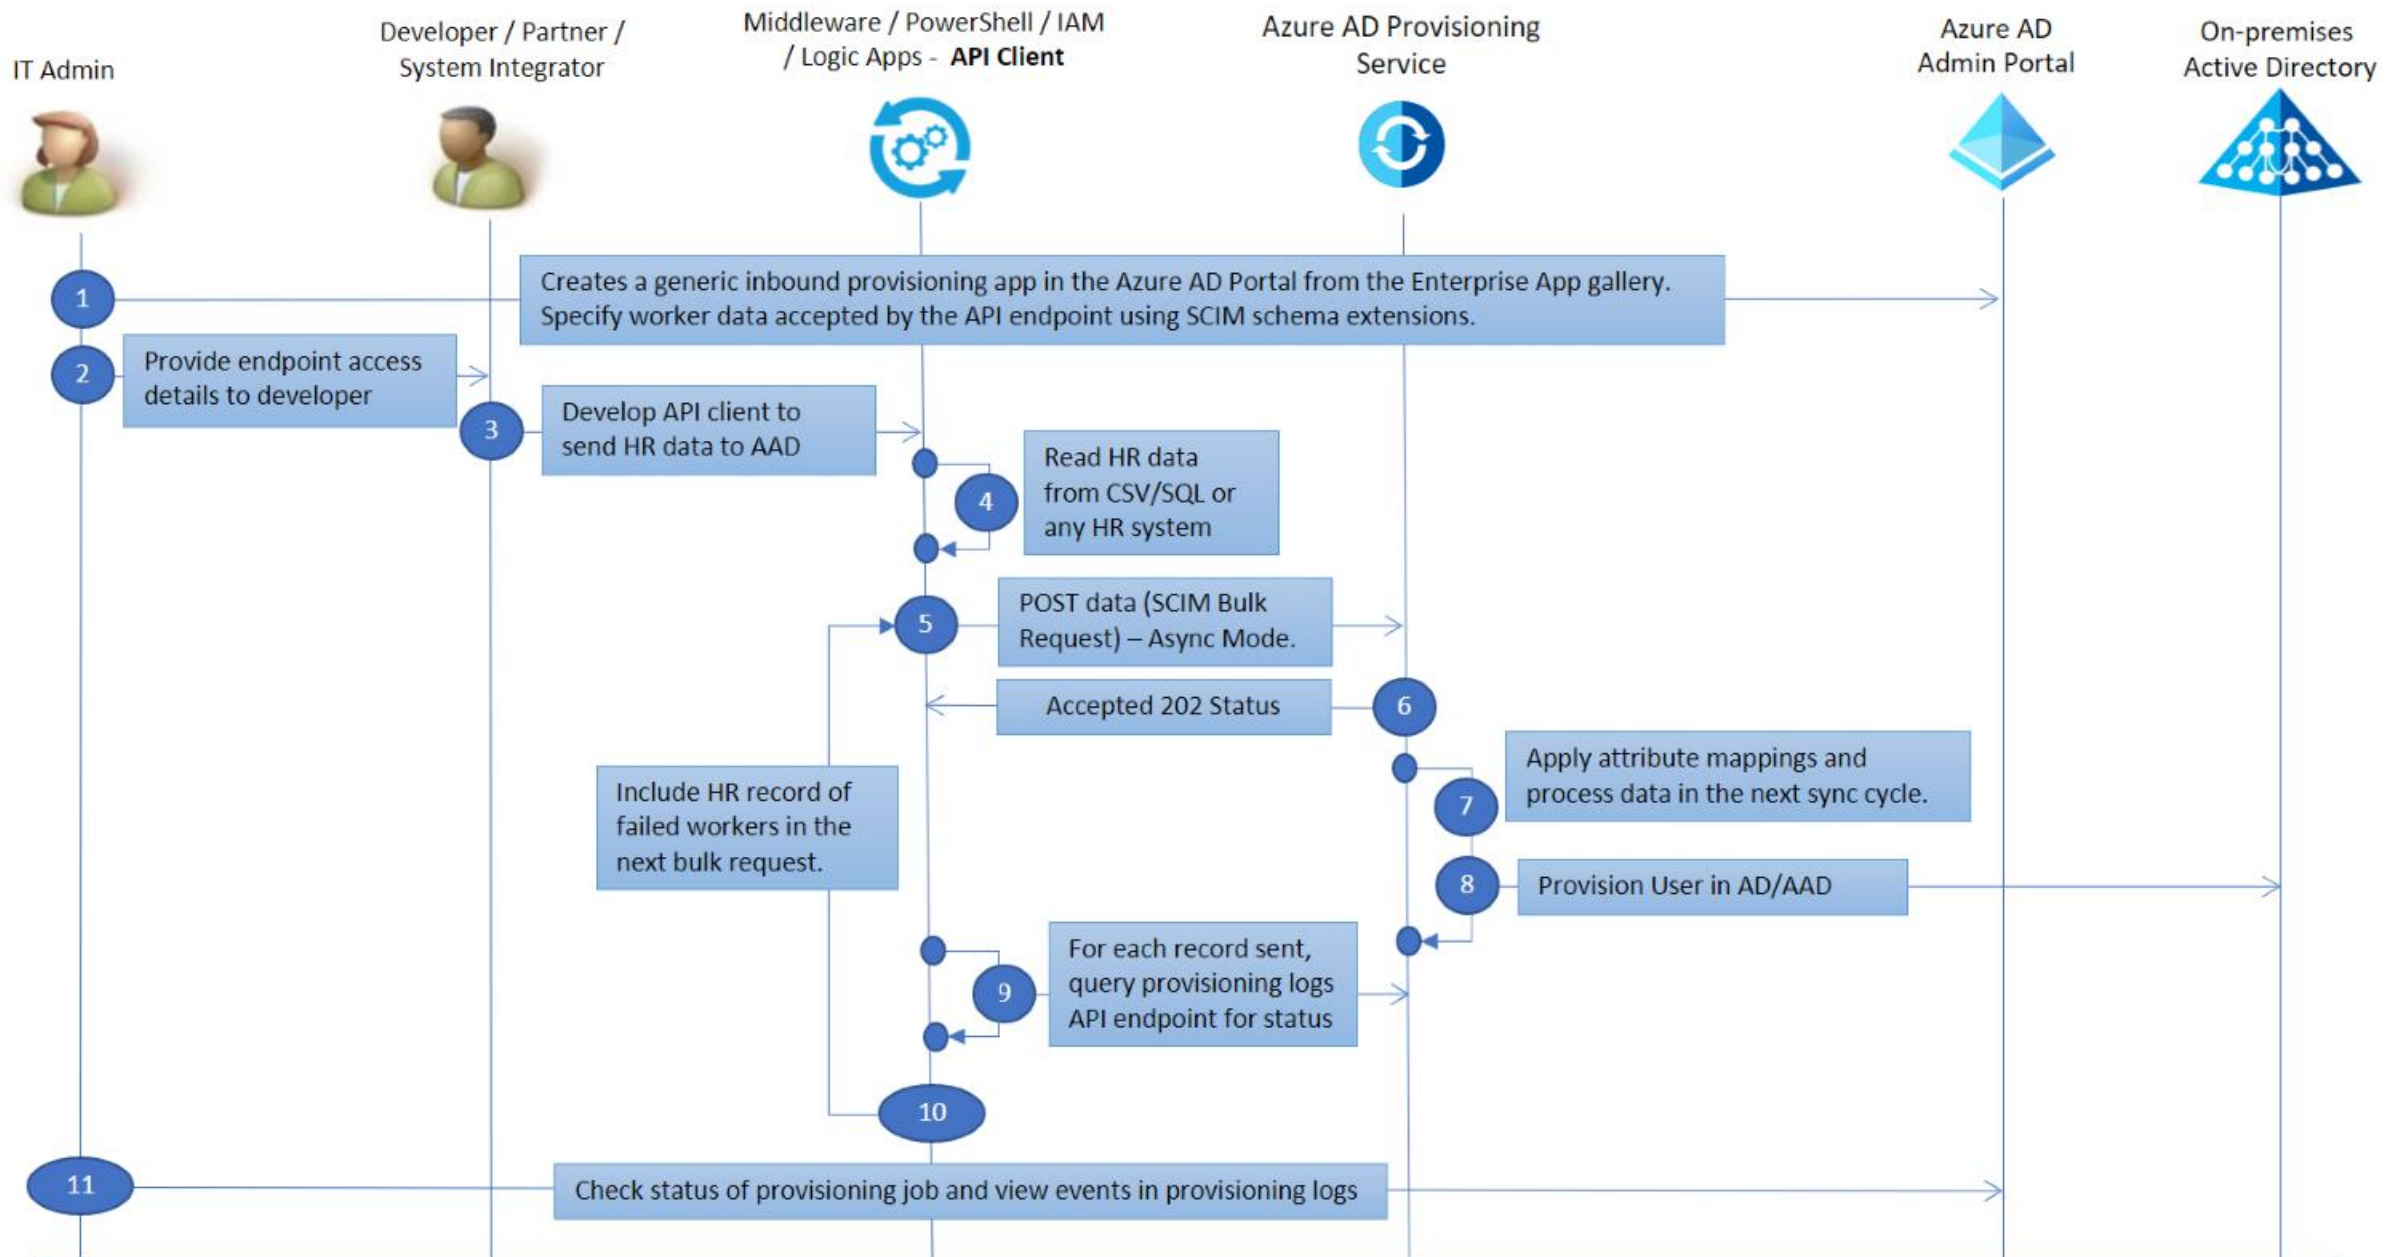 IT Admin
Developer / Partner /
System Integrator
Middleware / PowerShell / IAM
/ Logic Apps - API Client
Azure AD Provisioning
Service
Azure AD
Admin Portal
On-premises
Active Directory
1
Creates a generic inbound provisioning app in the Azure AD Portal from the Enterprise App gallery.
Specify worker data accepted by the API endpoint using SCIM schema extensions.
2
Provide endpoint access
details to developer
3
Develop API client to
send HR data to AAD
4
Read HR data
from CSV/SQL or
any HR system
5
POST data (SCIM Bulk
Request) – Async Mode.
Accepted 202 Status
6
7
Apply attribute mappings and
process data in the next sync cycle.
Include HR record of
failed workers in the
next bulk request.
8
Provision User in AD/AAD
9
For each record sent,
query provisioning logs
API endpoint for status
10
11
Check status of provisioning job and view events in provisioning logs